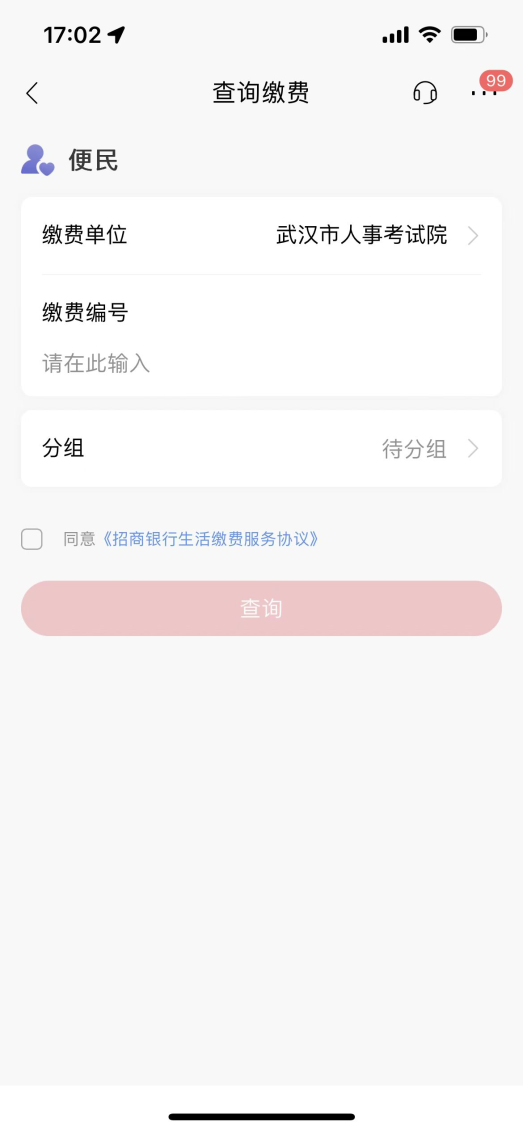 17:02
查询缴费
99
便民
缴费单位 武汉市人事考试院
缴费编号
请在此输入
分组 待分组
同意《招商银行生活缴费服务协议》
查询